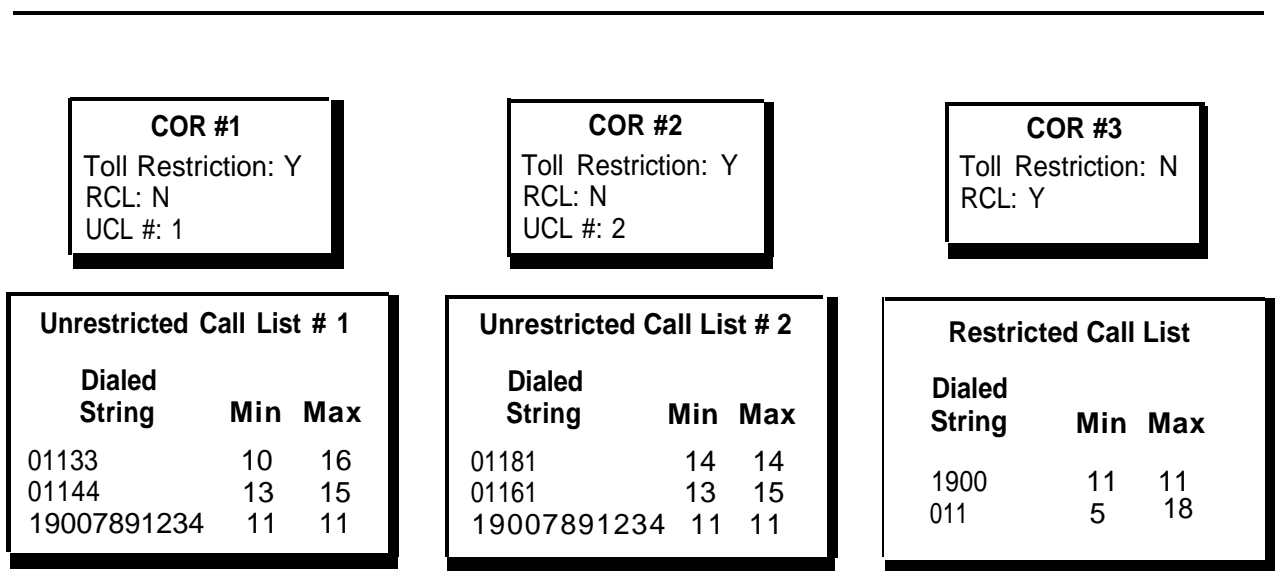 COR #1
Toll Restriction: Y
RCL: N
UCL #: 1
COR #2
Toll Restriction: Y
RCL: N
UCL #: 2
COR #3
Toll Restriction: N
RCL: Y
Unrestricted Call List # 1
Dialed
String Min Max
01133 10 16
01144 13 15
19007891234 11 11
Unrestricted Call List # 2
Dialed
String Min Max
01181 14 14
01161 13 15
19007891234 11 11
Restricted Call List
Dialed
String Min Max
1900 11 11
011 5 18